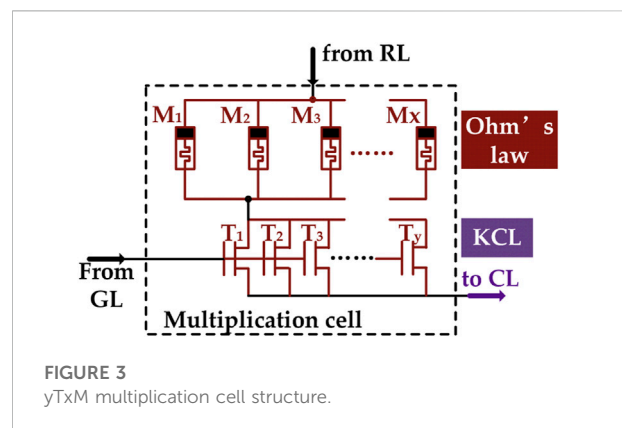 from RL
M1 M2 M3 Mx
Ohm's law
......
T1 T2 T3 Ty
......
KCL
From GL
to CL
Multiplication cell
FIGURE 3
yTxM multiplication cell structure.